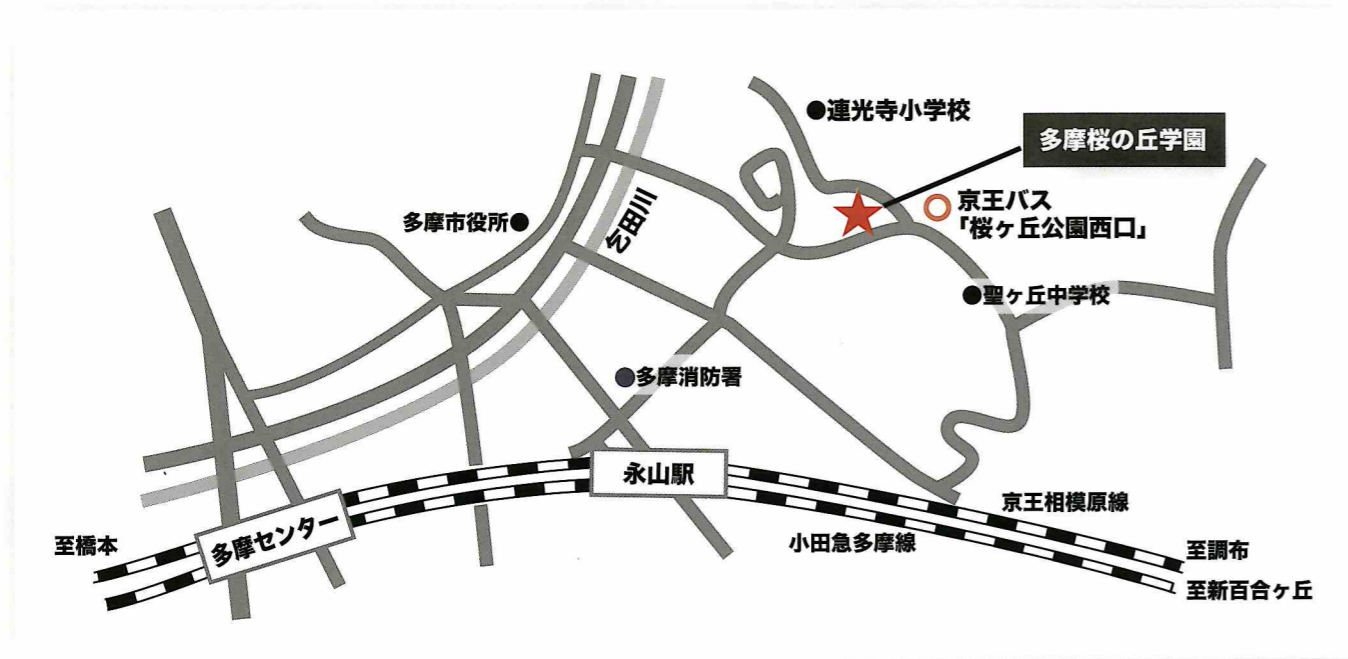 ●連光寺小学校
多摩桜の丘学園
京王バス
「桜ヶ丘公園西口」
多摩市役所●
乞田川
●聖ヶ丘中学校
●多摩消防署
永山駅
多摩センター
京王相模原線
小田急多摩線
至橋本
至調布
至新百合ヶ丘